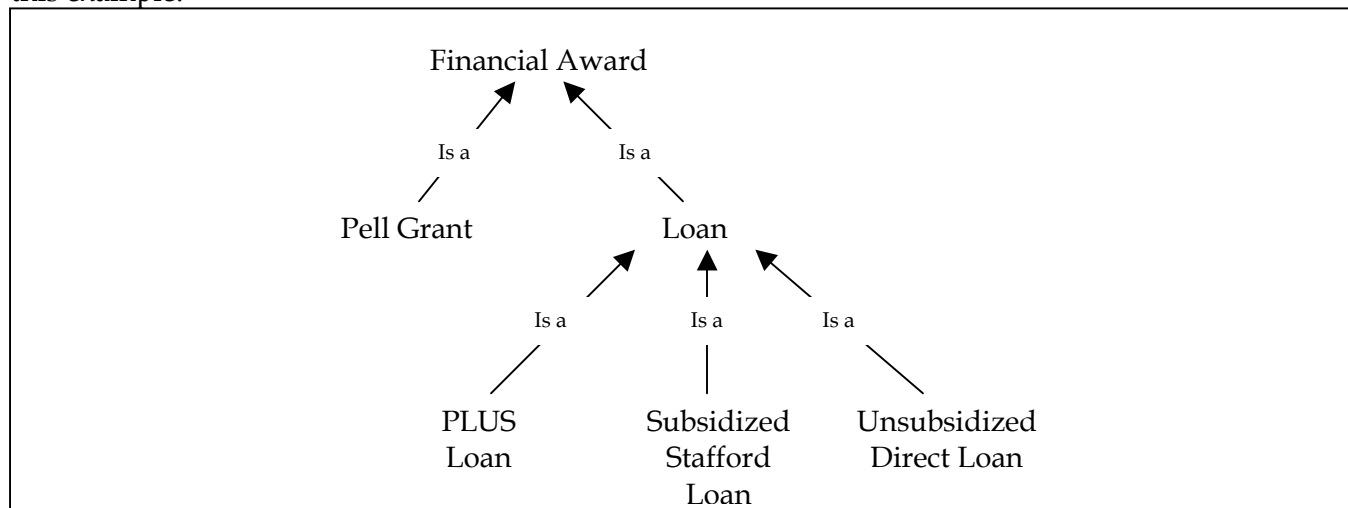 Financial Award
Is a Is a
Pell Grant Loan
Is a Is a Is a
PLUS Subsidized Unsubsidized
Loan Stafford Direct Loan
Loan